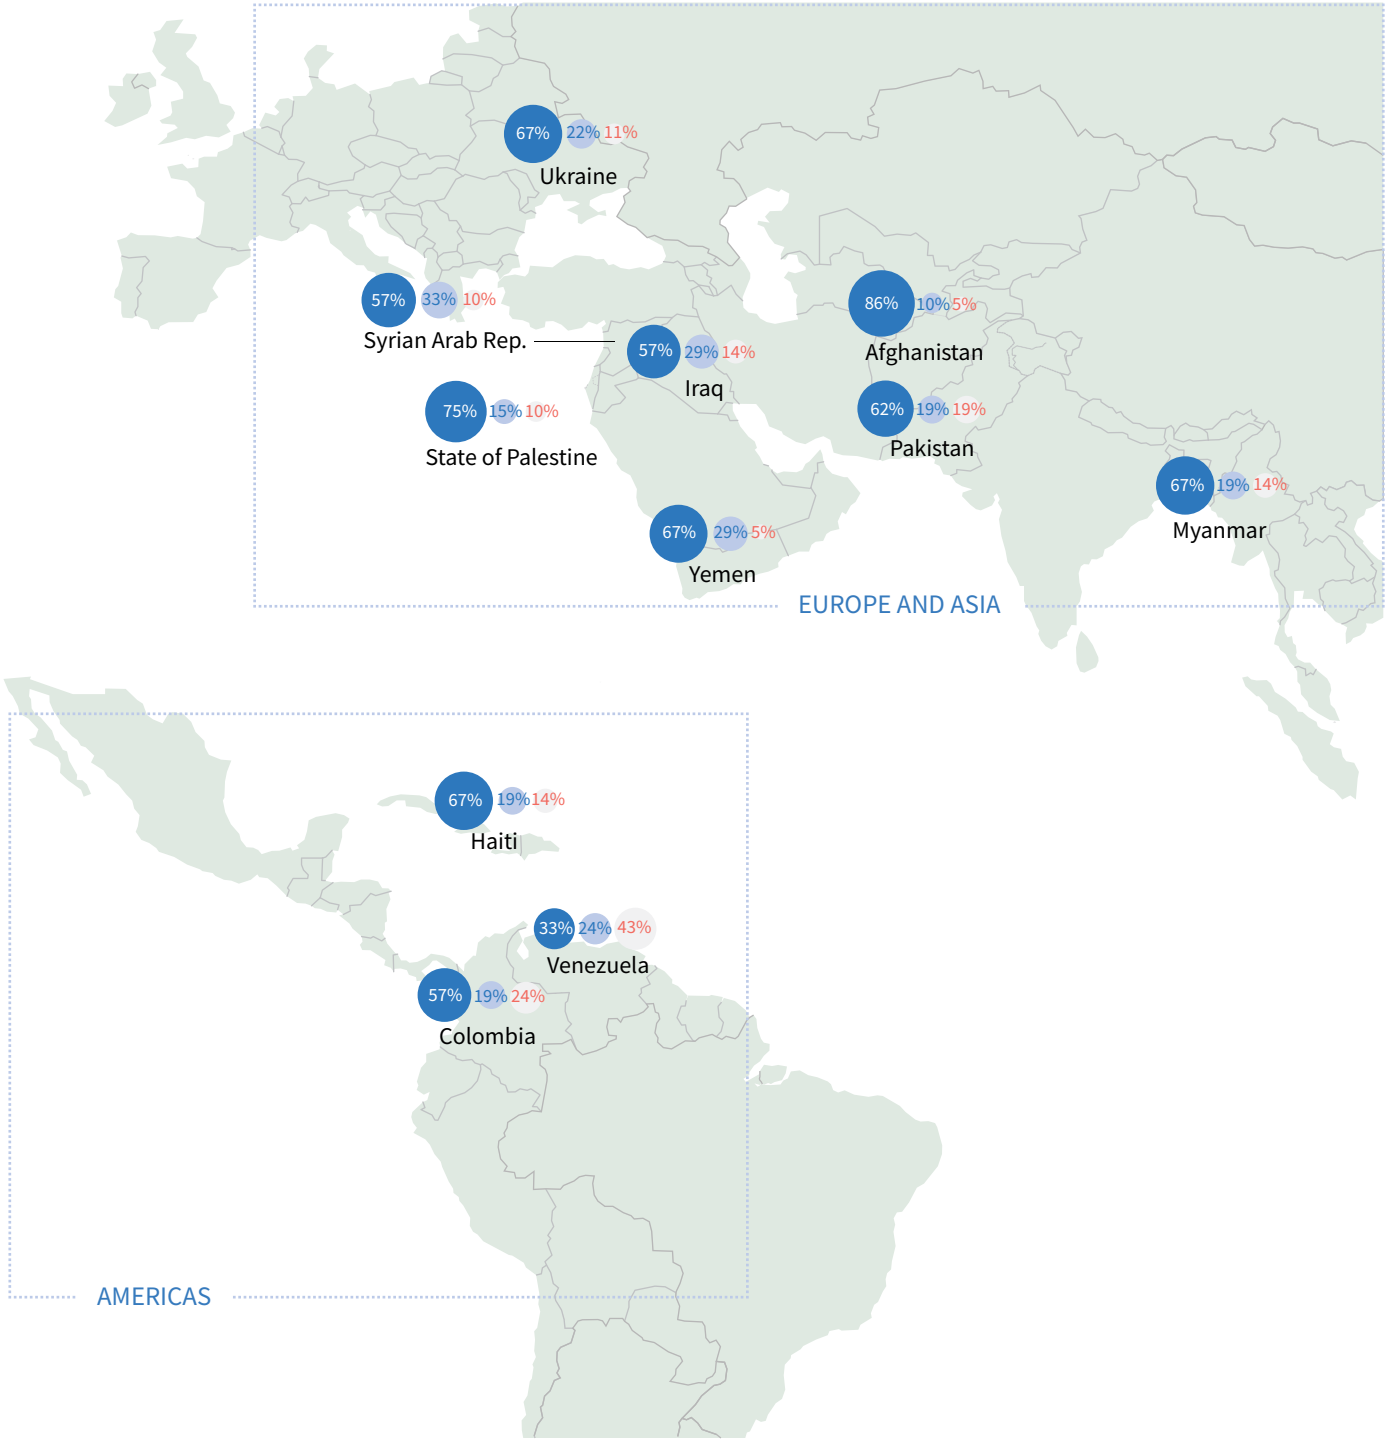 67% 22% 11%
Ukraine
57% 33% 10%
Syrian Arab Rep.
86% 10% 5%
Afghanistan
57% 29% 14%
Iraq
75% 15% 10%
State of Palestine
62% 19% 19%
Pakistan
67% 19% 14%
Myanmar
67% 29% 5%
Yemen
EUROPE AND ASIA
67% 19% 14%
Haiti
33% 24% 43%
Venezuela
57% 19% 24%
Colombia
AMERICAS